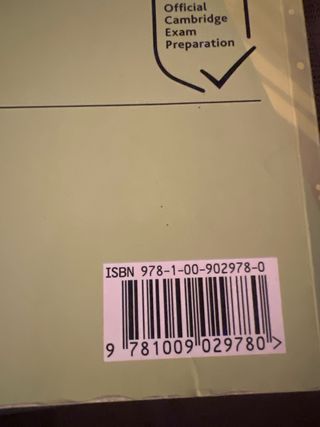 Official
Cambridge
Exam
Preparation
ISBN 978-1-00-902978-0
9 781009 029780 >